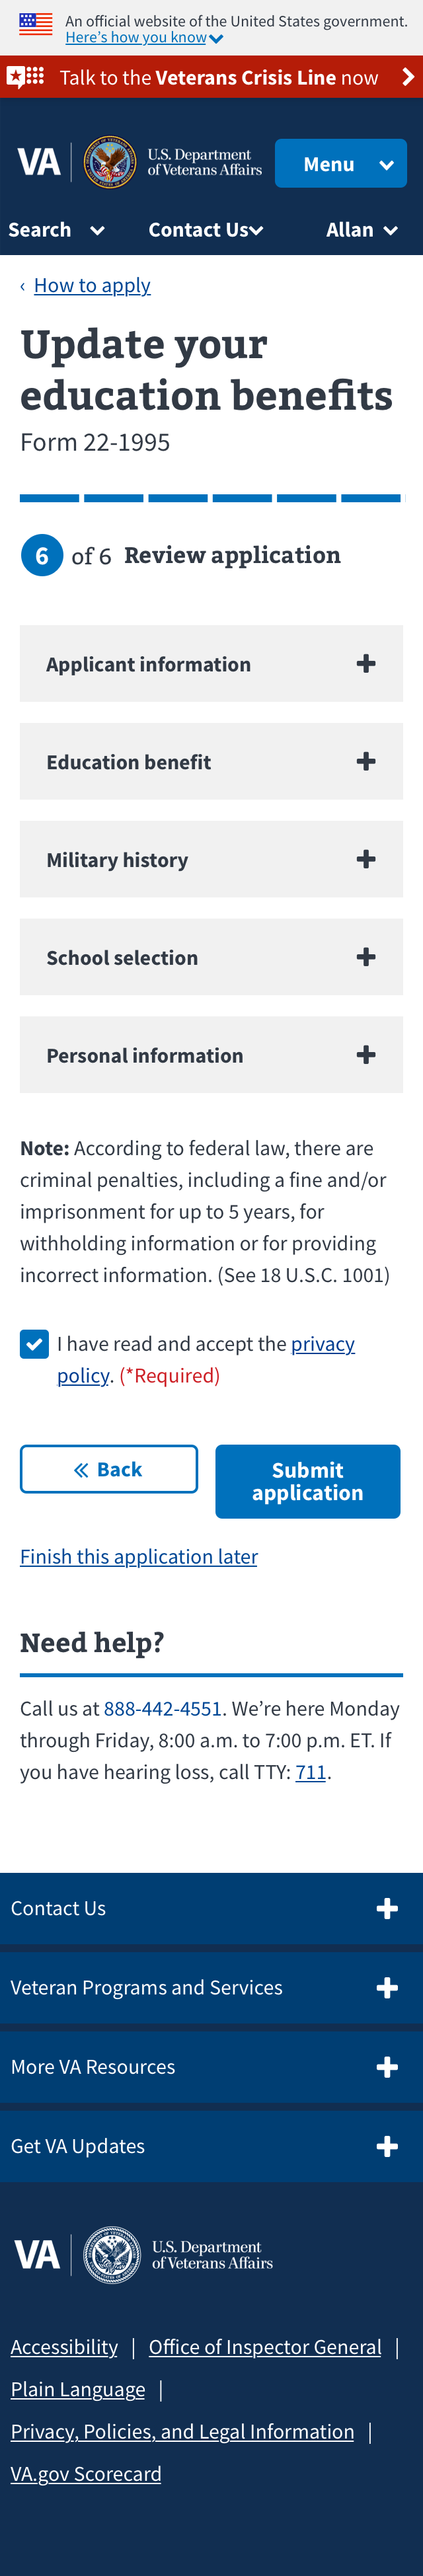 An official website of the United States government.
Here’s how you know
Talk to the Veterans Crisis Line now
VA U.S. Department
of Veterans Affairs
Menu
Search Contact Us Allan
‹ How to apply
Update your
education benefits
Form 22-1995
6 of 6 Review application
Applicant information
Education benefit
Military history
School selection
Personal information
Note: According to federal law, there are
criminal penalties, including a fine and/or
imprisonment for up to 5 years, for
withholding information or for providing
incorrect information. (See 18 U.S.C. 1001)
I have read and accept the privacy
policy. (*Required)
« Back
Submit
application
Finish this application later
Need help?
Call us at 888-442-4551. We’re here Monday
through Friday, 8:00 a.m. to 7:00 p.m. ET. If
you have hearing loss, call TTY: 711.
Contact Us
Veteran Programs and Services
More VA Resources
Get VA Updates
VA U.S. Department
of Veterans Affairs
Accessibility | Office of Inspector General |
Plain Language |
Privacy, Policies, and Legal Information |
VA.gov Scorecard